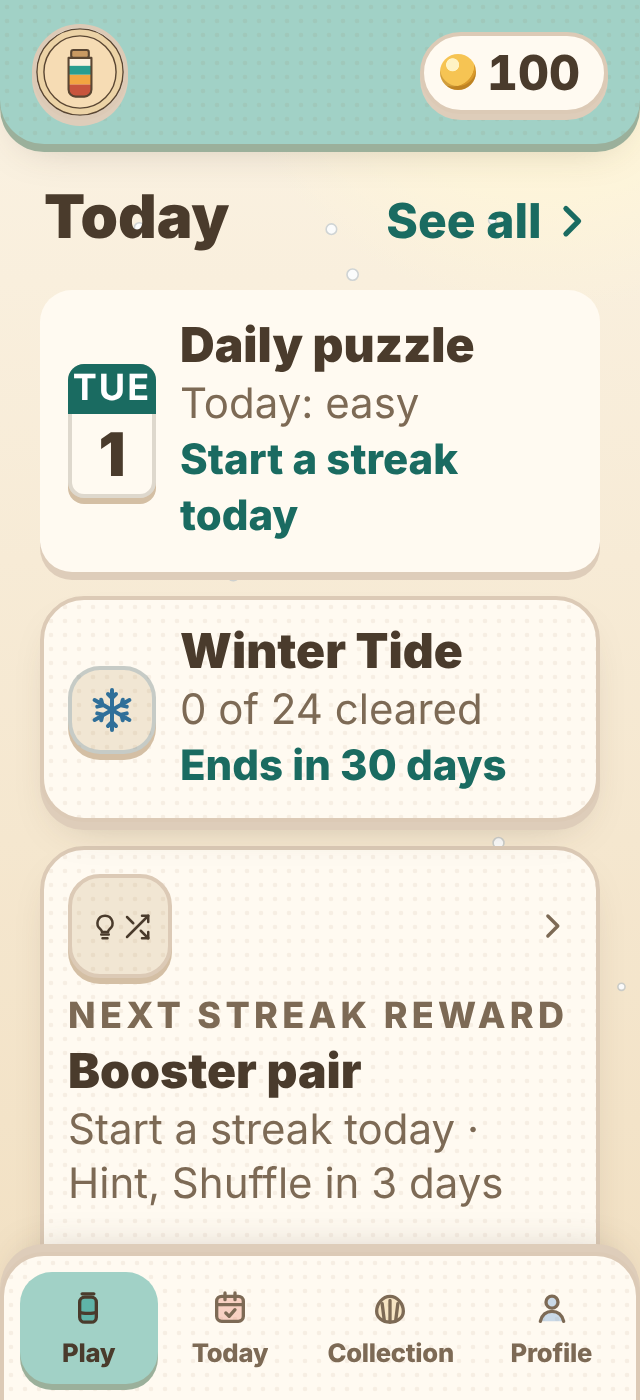 100
Today
See all
Daily puzzle
TUE
1
Today: easy
Start a streak
today
Winter Tide
0 of 24 cleared
Ends in 30 days
NEXT STREAK REWARD
Booster pair
Start a streak today ·
Hint, Shuffle in 3 days
Play
Today
Collection
Profile